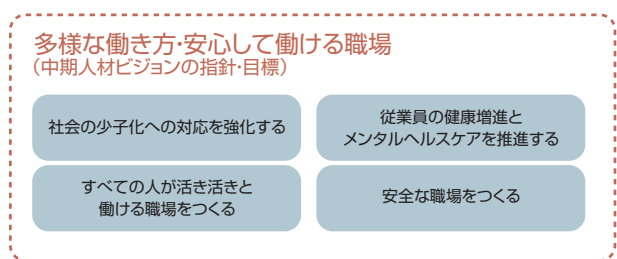 多様な働き方・安心して働ける職場
（中期人材ビジョンの指針・目標）
社会の少子化への対応を強化する
従業員の健康増進と
メンタルヘルスケアを推進する
すべての人が活き活きと
働ける職場をつくる
安全な職場をつくる